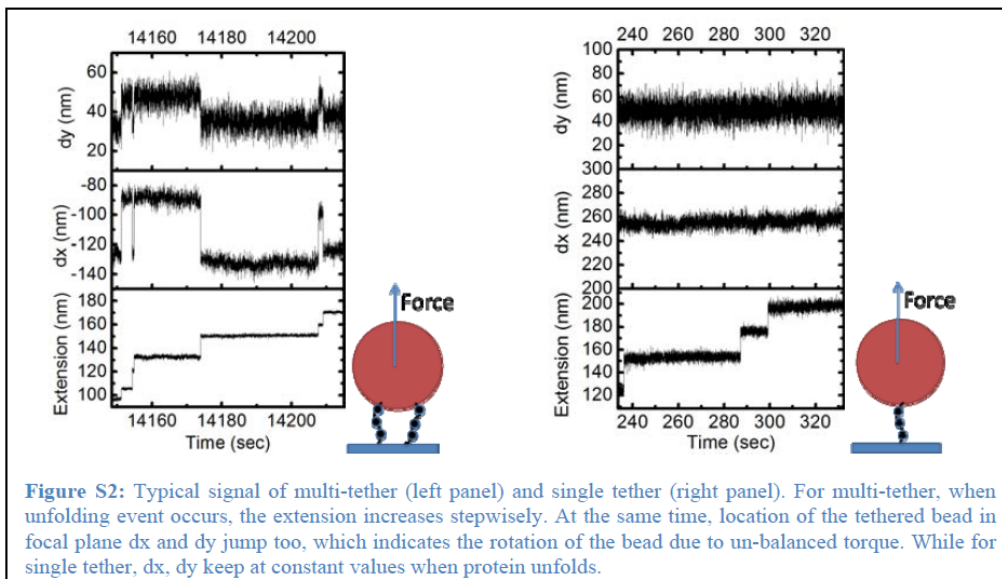 14160 14180 14200
60
40
20
dy (nm)
-80
-100
-120
-140
dx (nm)
180
160
140
120
100
Extension (nm)
14160 14180 14200
Time (sec)
Force
240 260 280 300 320
100
80
60
40
20
0
dy (nm)
300
280
260
240
220
200
dx (nm)
200
180
160
140
120
Extension (nm)
240 260 280 300 320
Time (sec)
Force
Figure S2: Typical signal of multi-tether (left panel) and single tether (right panel). For multi-tether, when
unfolding event occurs, the extension increases stepwisely. At the same time, location of the tethered bead in
focal plane dx and dy jump too, which indicates the rotation of the bead due to un-balanced torque. While for
single tether, dx, dy keep at constant values when protein unfolds.